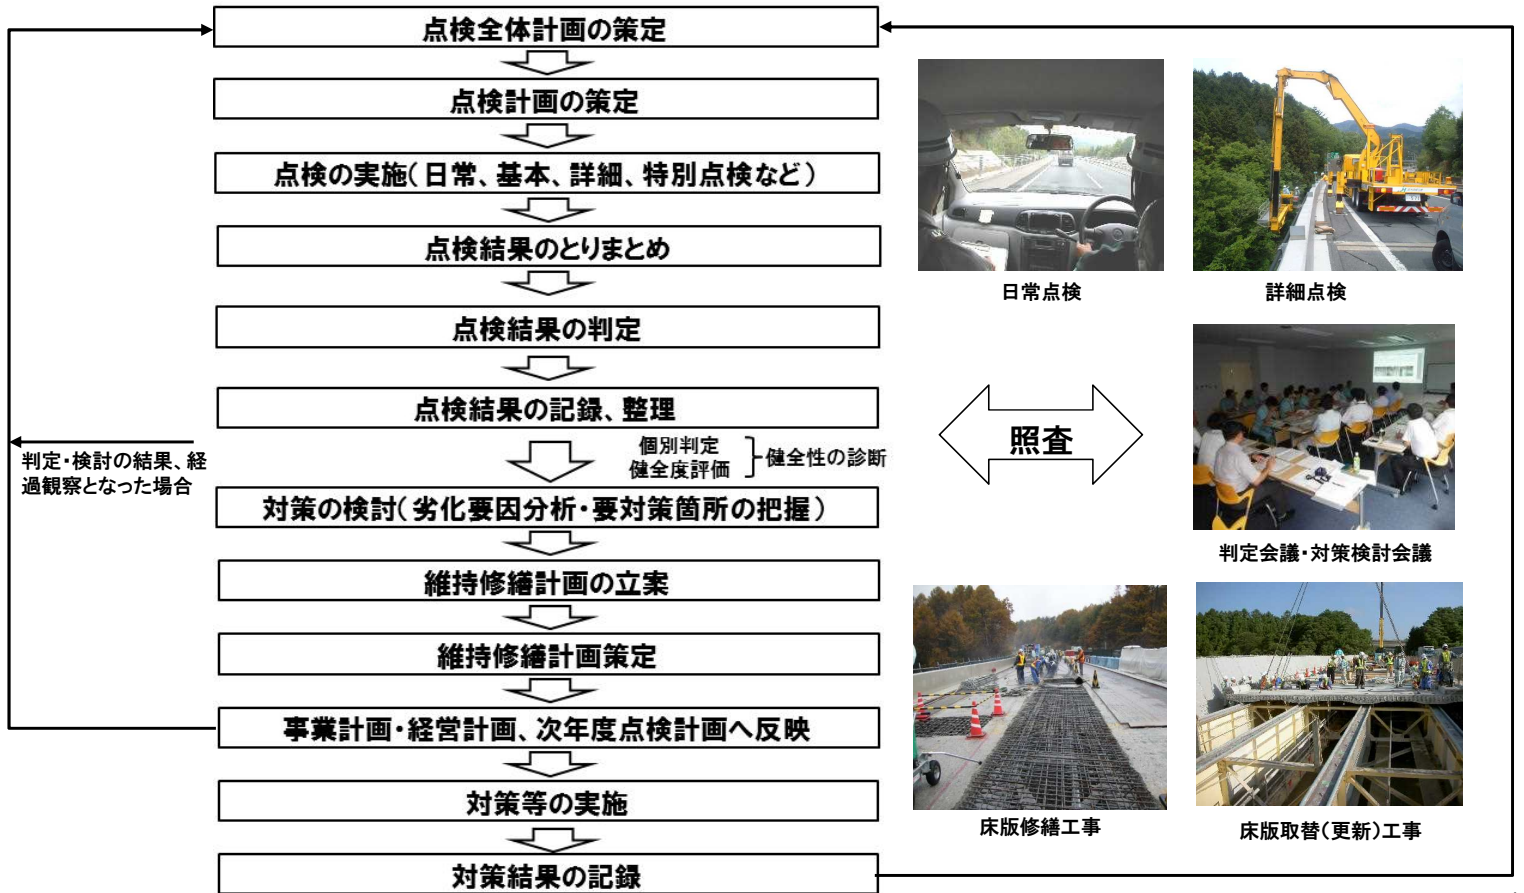 点検全体計画の策定
点検計画の策定
点検の実施(日常、基本、詳細、特別点検など)
点検結果のとりまとめ
点検結果の判定
点検結果の記録、整理
個別判定
健全度評価
健全性の診断
判定・検討の結果、経
過観察となった場合
対策の検討(劣化要因分析・要対策箇所の把握)
維持修繕計画の立案
維持修繕計画策定
事業計画・経営計画、次年度点検計画へ反映
対策等の実施
対策結果の記録
日常点検
詳細点検
照査
判定会議・対策検討会議
床版修繕工事
床版取替(更新)工事